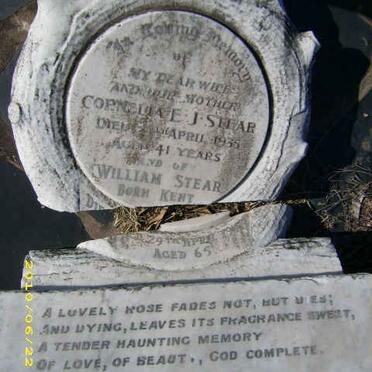 In Loving Memory
OF
MY DEAR WIFE
AND OUR MOTHER
CORNELIA E. J. STEAR
DIED APRIL 1935
AGED 41 YEARS
AND OF
WILLIAM STEAR
BORN KENT
29TH
AGED 65
A LOVELY ROSE FADES NOT, BUT DIES;
AND DYING, LEAVES ITS FRAGRANCE SWEET,
A TENDER HAUNTING MEMORY
OF LOVE, OF BEAUT., GOD COMPLETE.
2010/06/22